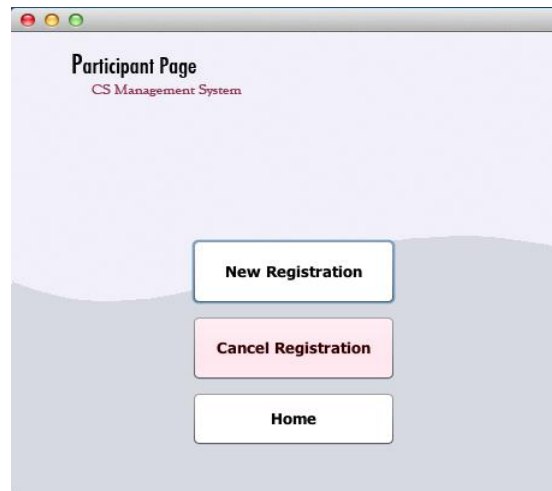 Participant Page
CS Management System
New Registration
Cancel Registration
Home